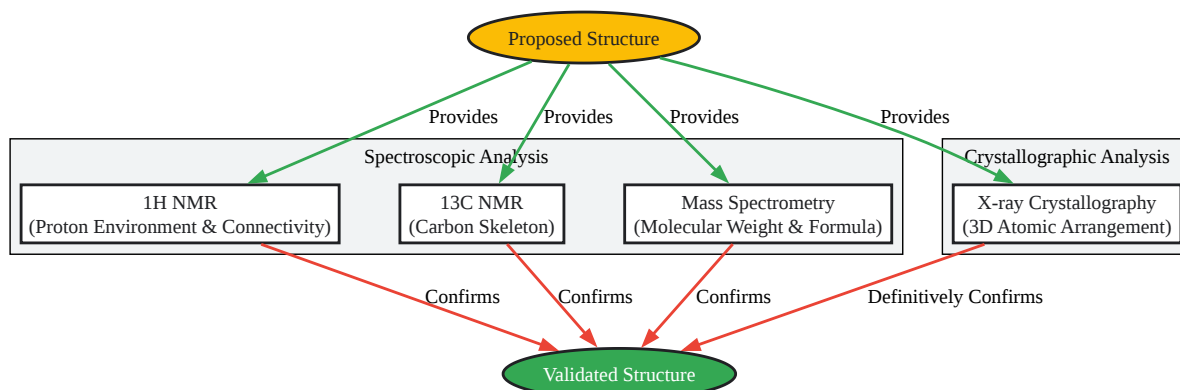 Proposed Structure
Provides
Provides
Provides
Provides
Spectroscopic Analysis
Crystallographic Analysis
1H NMR
(Proton Environment & Connectivity)
13C NMR
(Carbon Skeleton)
Mass Spectrometry
(Molecular Weight & Formula)
X-ray Crystallography
(3D Atomic Arrangement)
Confirms
Confirms
Confirms
Definitively Confirms
Validated Structure